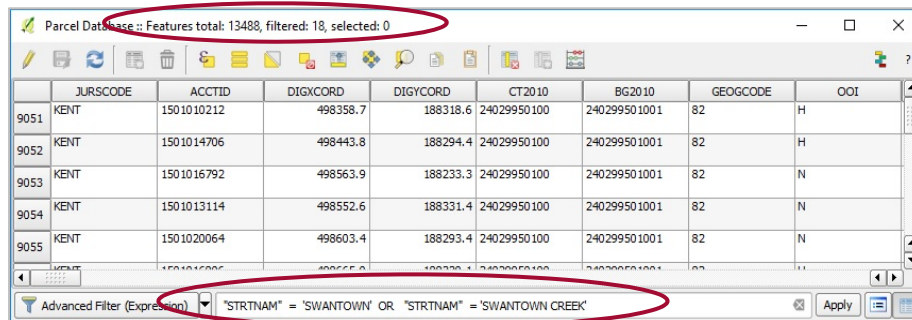 Parcel Database :: Features total: 13488, filtered: 18, selected: 0
JURSCODE ACCTID DIGXCORD DIGYCORD CT2010 BG2010 GEOGCODE OOI
9051 KENT 1501010212 498358.7 188318.6 24029950100 240299501001 82 H
9052 KENT 1501014706 498443.8 188294.4 24029950100 240299501001 82 H
9053 KENT 1501016792 498563.9 188233.3 24029950100 240299501001 82 N
9054 KENT 1501013114 498552.6 188331.4 24029950100 240299501001 82 N
9055 KENT 1501020064 498603.4 188293.4 24029950100 240299501001 82 N
Advanced Filter (Expression) "STRTNAM" = 'SWANTOWN' OR "STRTNAM" = 'SWANTOWN CREEK' Apply